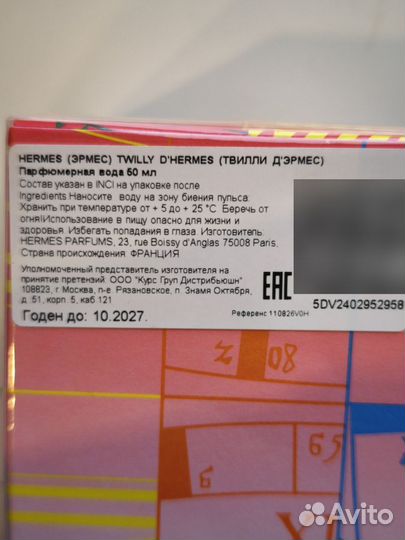 HERMES (ЭРМЕС) TWILLY D'HERMES (ТВИЛЛИ Д'ЭРМЕС)
Парфюмерная вода 50 мл
Состав указан в INCI на упаковке после
Ingredients Наносите воду на зону биения пульса.
Хранить при температуре от + 5 до + 25 °C Беречь от
огня!Использование в пищу опасно для жизни и
здоровья. Избегать попадания в глаза. Изготовитель:
HERMES PARFUMS, 23, rue Boissy d'Anglas 75008 Paris,
Страна происхождения ФРАНЦИЯ
Уполномоченный представитель изготовителя на
принятие претензий: ООО "Курс Груп Дистрибьюшн"
108823, г Москва, п-е Рязановское, п Знамя Октября,
д. 51, корп. 5, каб 121
Годен до: 10.2027.
EAC
5DV2402952958
Референс 110826V0H
80
65
Avito